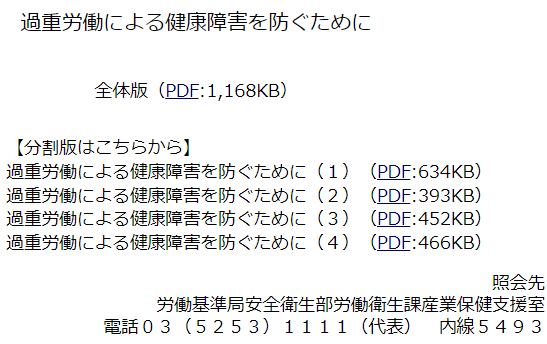 過重労働による健康障害を防ぐために
全体版（PDF:1,168KB）
【分割版はこちらから】
過重労働による健康障害を防ぐために（１）（PDF:634KB）
過重労働による健康障害を防ぐために（２）（PDF:393KB）
過重労働による健康障害を防ぐために（３）（PDF:452KB）
過重労働による健康障害を防ぐために（４）（PDF:466KB）
照会先
労働基準局安全衛生部労働衛生課産業保健支援室
電話０３（５２５３）１１１１（代表）　内線５４９３